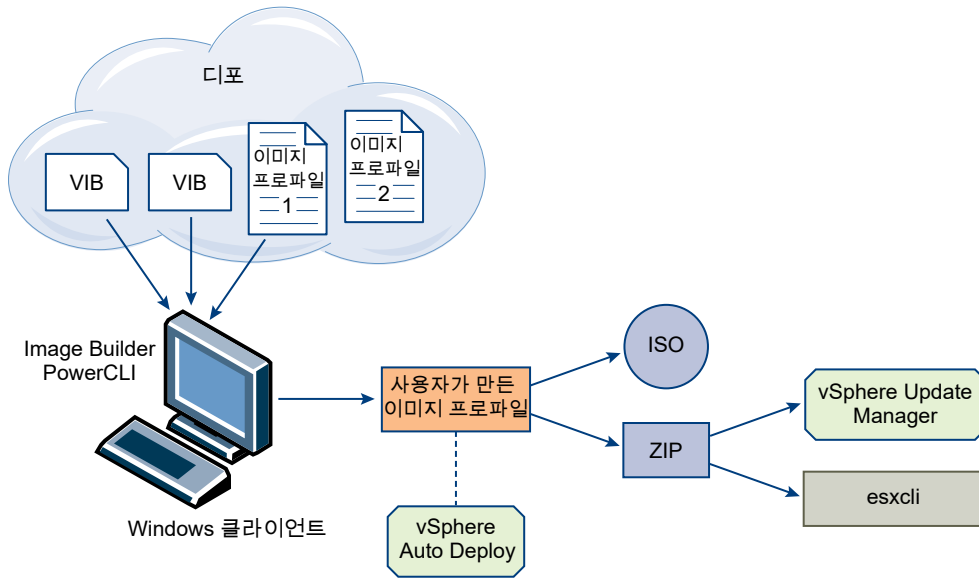 디포
VIB
VIB
이미지
프로파일
1
이미지
프로파일
2
Image Builder
PowerCLI
Windows 클라이언트
사용자가 만든
이미지 프로파일
vSphere
Auto Deploy
ISO
ZIP
vSphere Update
Manager
esxcli